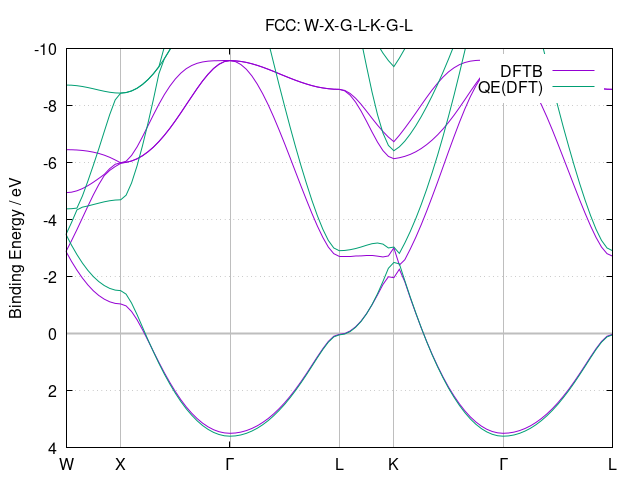 FCC: W-X-G-L-K-G-L
-10
-8
-6
-4
-2
0
2
4
Binding Energy / eV
DFTB
QE(DFT)
W X Γ L K Γ L